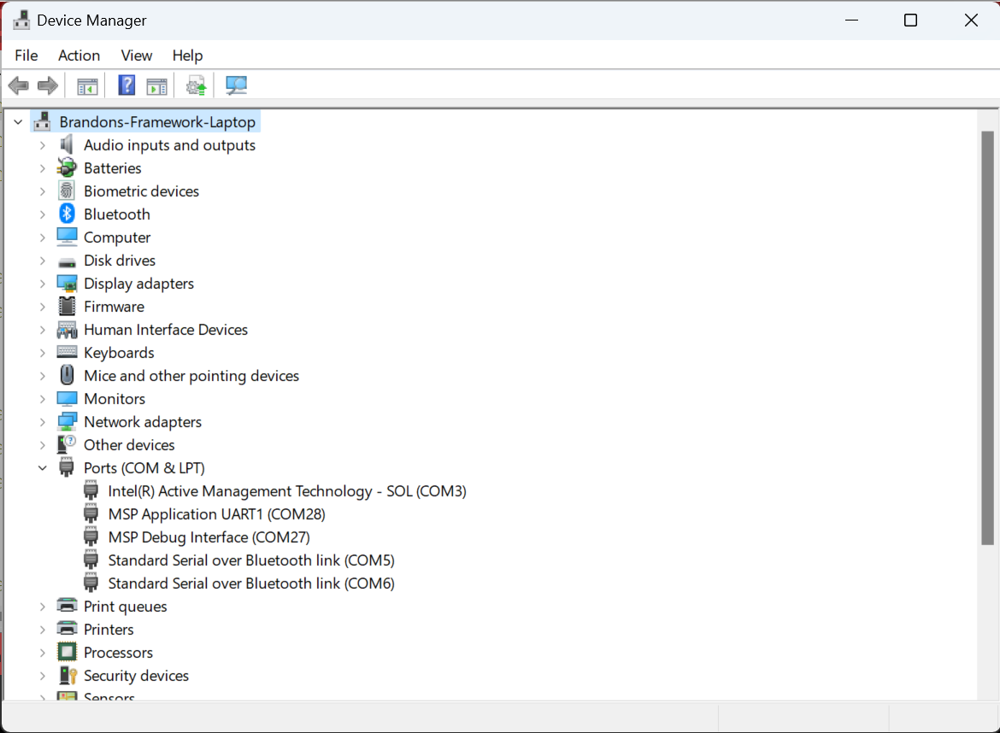 Device Manager
File Action View Help
Brandons-Framework-Laptop
Audio inputs and outputs
Batteries
Biometric devices
Bluetooth
Computer
Disk drives
Display adapters
Firmware
Human Interface Devices
Keyboards
Mice and other pointing devices
Monitors
Network adapters
Other devices
Ports (COM & LPT)
Intel(R) Active Management Technology - SOL (COM3)
MSP Application UART1 (COM28)
MSP Debug Interface (COM27)
Standard Serial over Bluetooth link (COM5)
Standard Serial over Bluetooth link (COM6)
Print queues
Printers
Processors
Security devices
Sensors